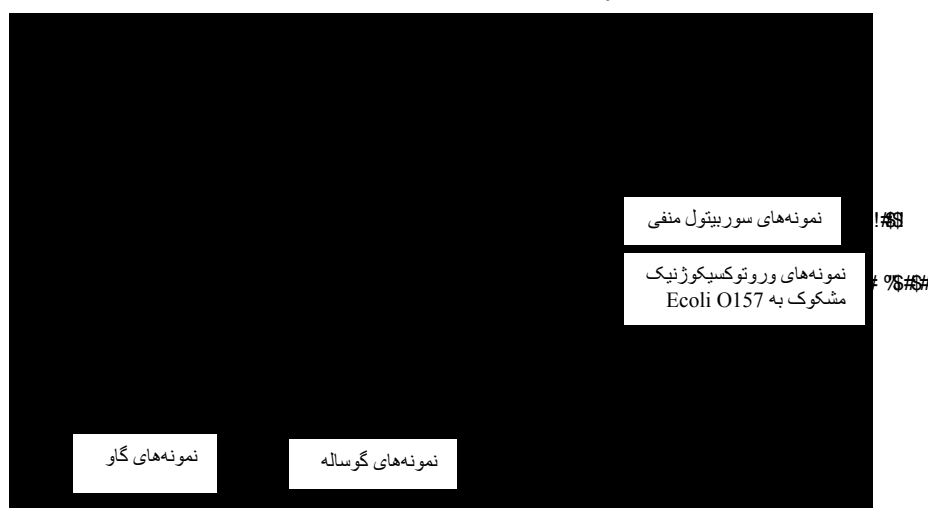 نمونه‌های سوربیتول منفی
نمونه‌های وروتوکسیکوژنیک
مشکوک به Ecoli O157
نمونه‌های گوساله
نمونه‌های گاو